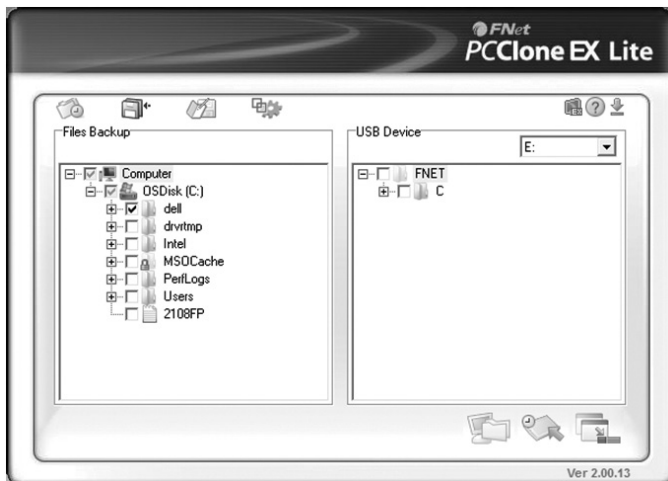 FNet
PCClone EX Lite
Files Backup
Computer
OSDisk (C:)
dell
drvrtmp
Intel
MSOCache
PerfLogs
Users
2108FP
USB Device
E:
FNET
C
Ver 2.00.13